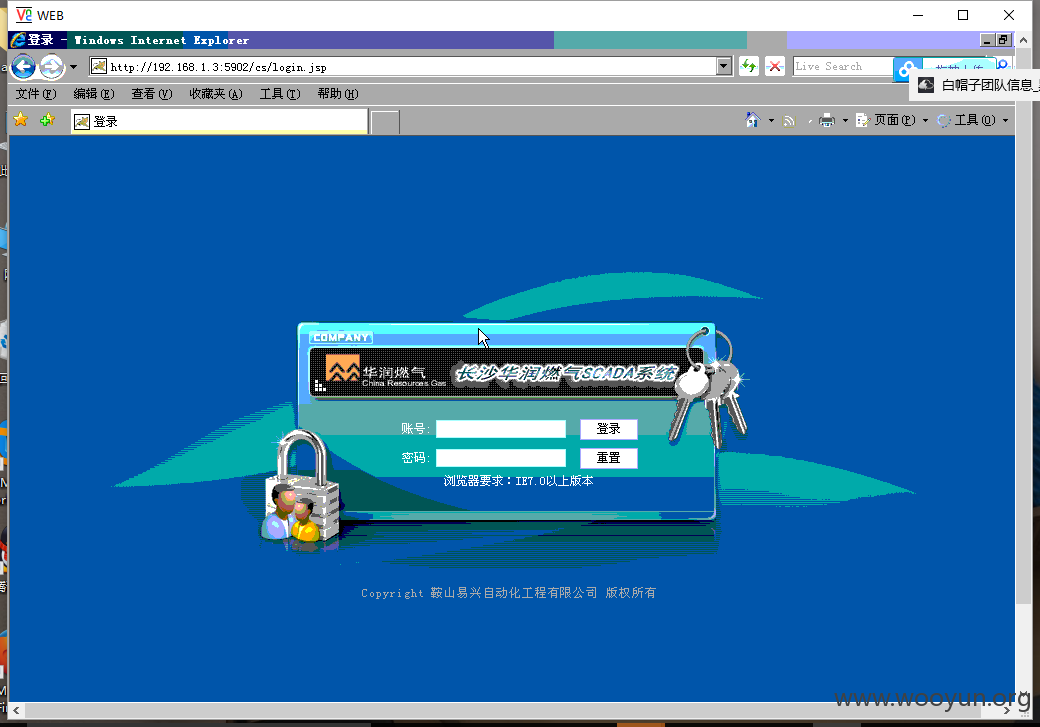 WEB
登录 - Windows Internet Explorer
http://192.168.1.3:5902/cs/login.jsp
Live Search
白帽子团队信息
文件(F) 编辑(E) 查看(V) 收藏夹(A) 工具(T) 帮助(H)
登录
页面(P) 工具(O)
COMPANY
华润燃气
China Resources Gas
长沙华润燃气SCADA系统
账号:
登录
密码:
重置
浏览器要求:IE7.0以上版本
Copyright 鞍山易兴自动化工程有限公司 版权所有
www.wooyun.org